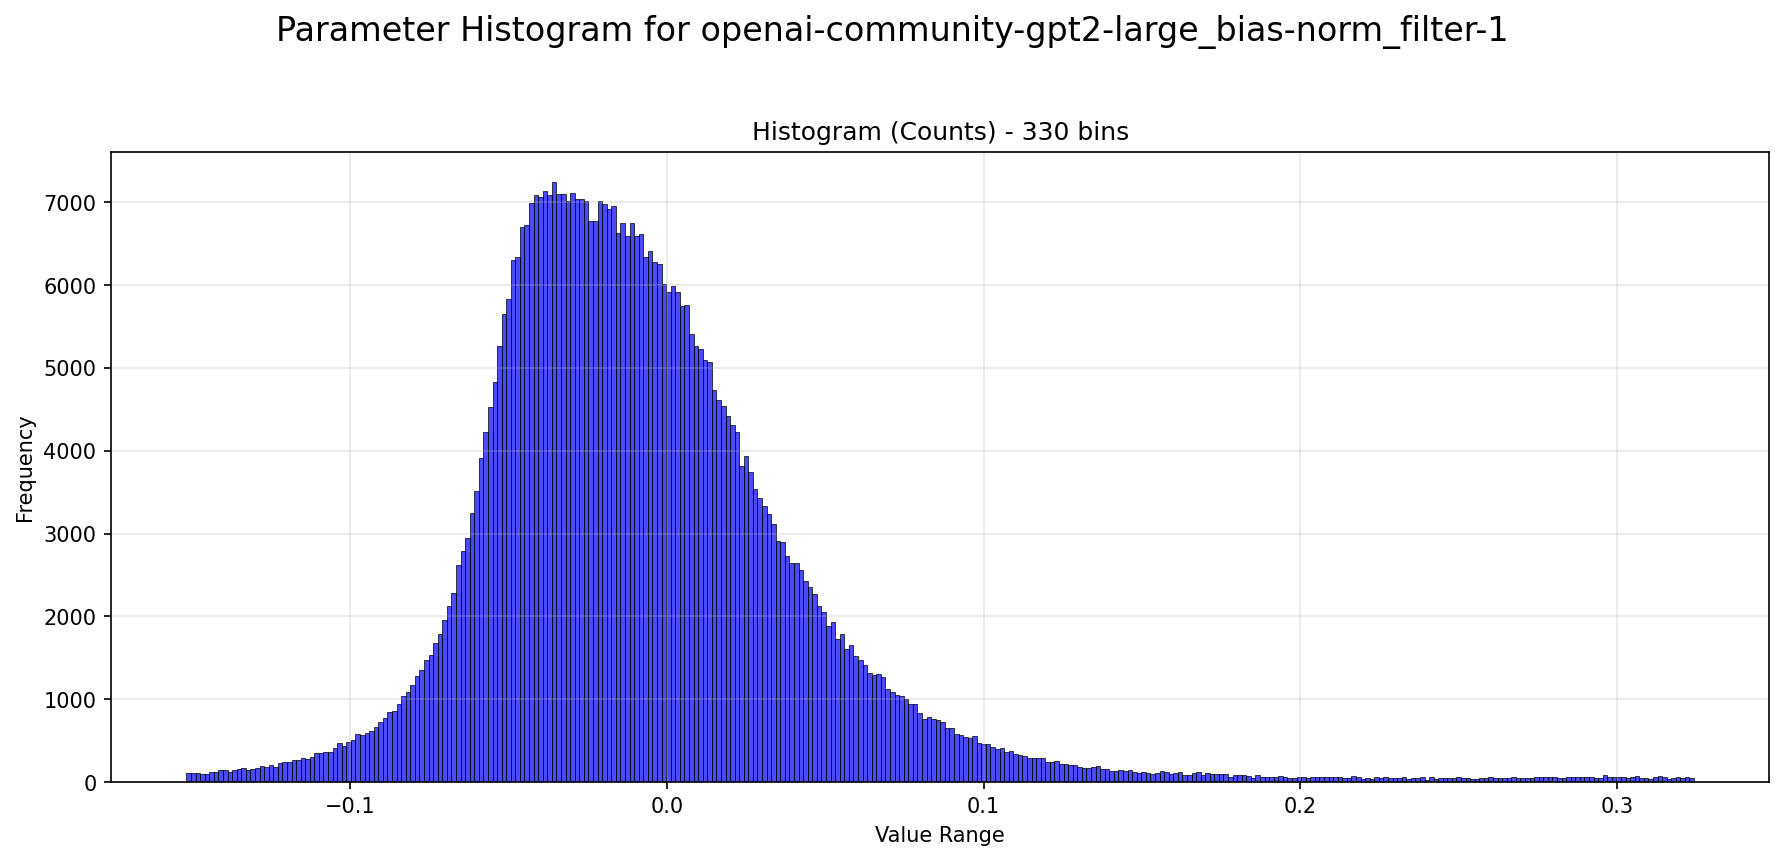 Parameter Histogram for openai-community-gpt2-large_bias-norm_filter-1
Histogram (Counts) - 330 bins
Frequency
7000
6000
5000
4000
3000
2000
1000
0
−0.1 0.0 0.1 0.2 0.3
Value Range